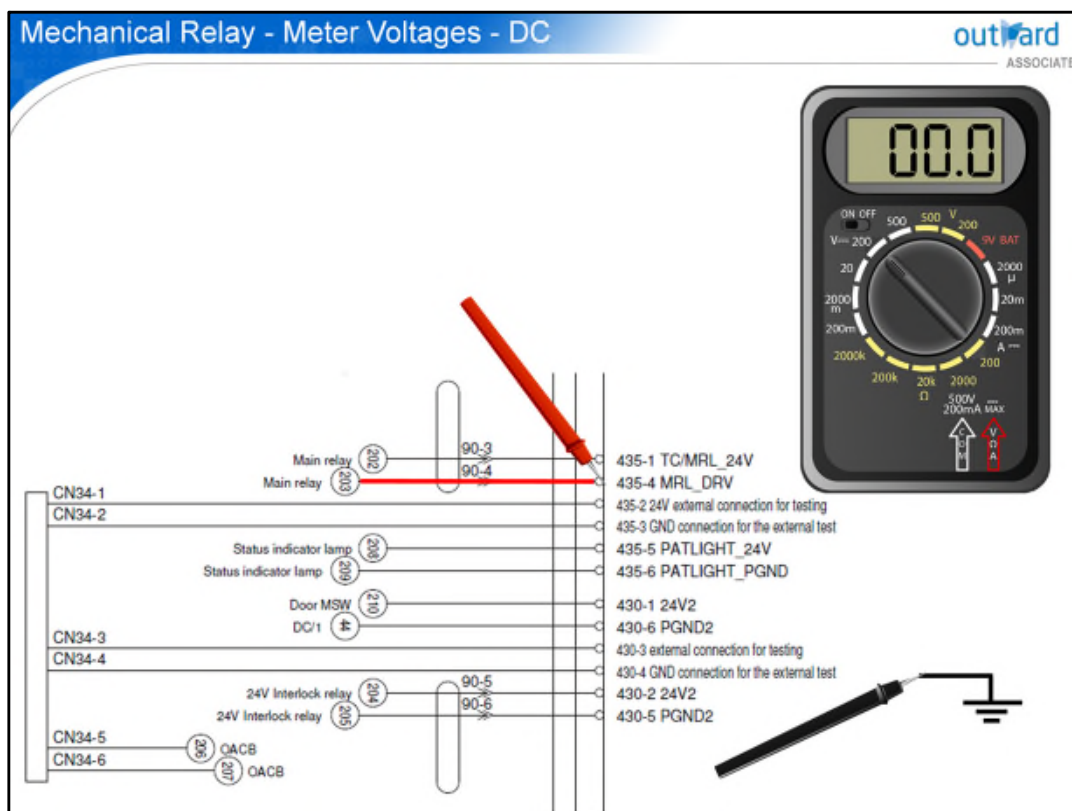 Mechanical Relay - Meter Voltages - DC
outward
ASSOCIATE
00.0
ON OFF
500
500
V
200
9V BAT
V⎓ 200
2000
µ
20
20m
2000
m
200m
200m
A⎓
2000k
200
200k
20k
2000
Ω
500V
200mA
MAX
COM
VΩA
Main relay
202
90-3
435-1 TC/MRL_24V
Main relay
203
90-4
435-4 MRL_DRV
CN34-1
435-2 24V external connection for testing
CN34-2
435-3 GND connection for the external test
Status indicator lamp
208
435-5 PATLIGHT_24V
Status indicator lamp
209
435-6 PATLIGHT_PGND
Door MSW
210
430-1 24V2
DC/1
44
430-6 PGND2
CN34-3
430-3 external connection for testing
CN34-4
430-4 GND connection for the external test
24V Interlock relay
204
90-5
430-2 24V2
24V Interlock relay
205
90-6
430-5 PGND2
CN34-5
206
OACB
CN34-6
207
OACB